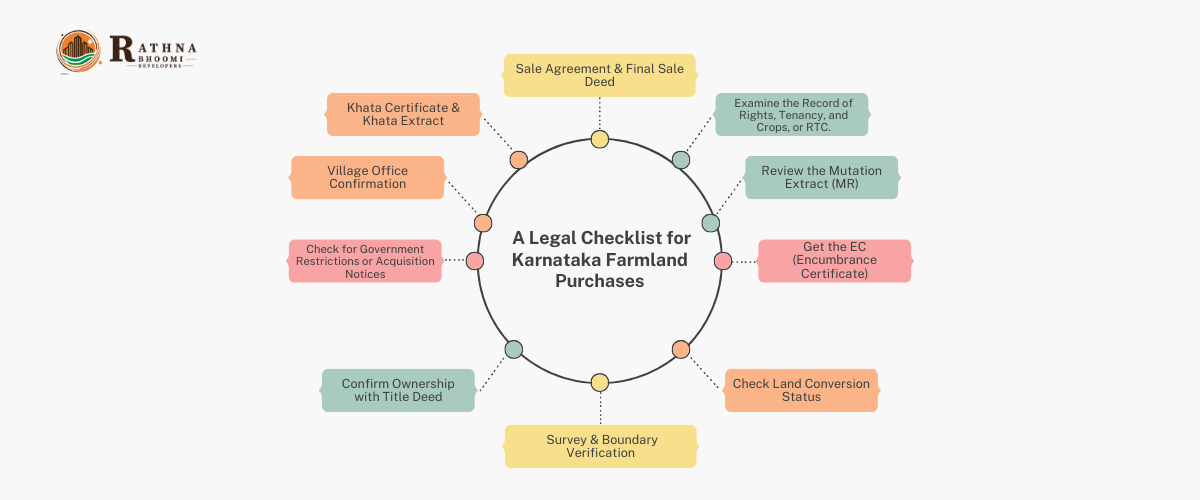 RATHNA
BHOOMI
DEVELOPERS
Sale Agreement & Final Sale
Deed
Examine the Record of
Rights, Tenancy, and
Crops, or RTC.
Review the Mutation
Extract (MR)
Get the EC
(Encumbrance
Certificate)
Check Land Conversion
Status
Survey & Boundary
Verification
Confirm Ownership
with Title Deed
Check for Government
Restrictions or Acquisition
Notices
Village Office
Confirmation
Khata Certificate &
Khata Extract
A Legal Checklist for
Karnataka Farmland
Purchases